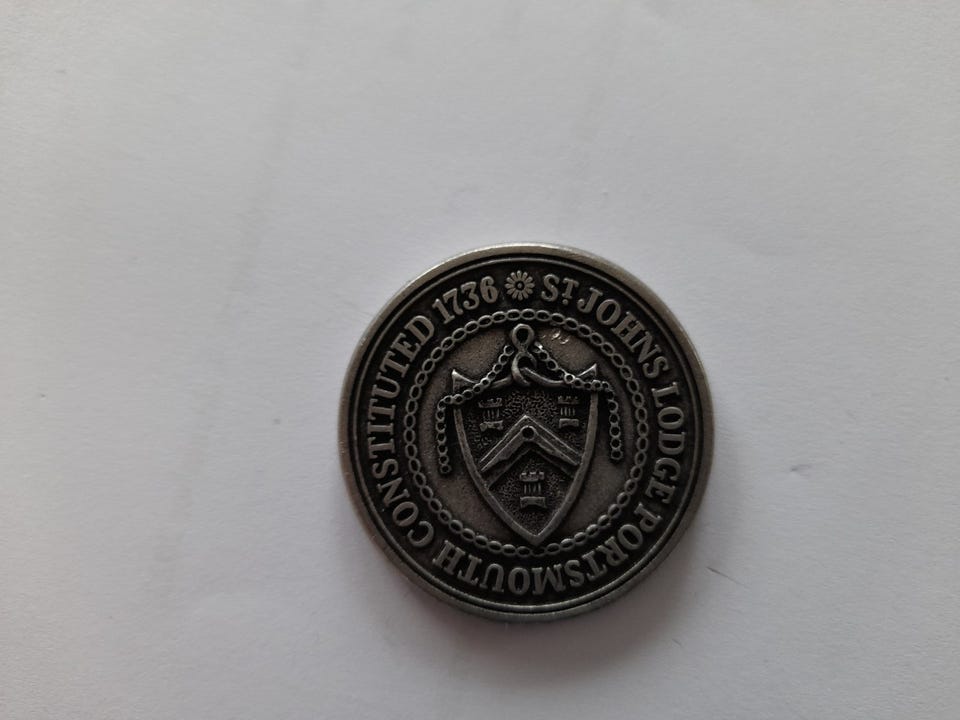 ST. JOHNS LODGE PORTSMOUTH CONSTITUTED 1736